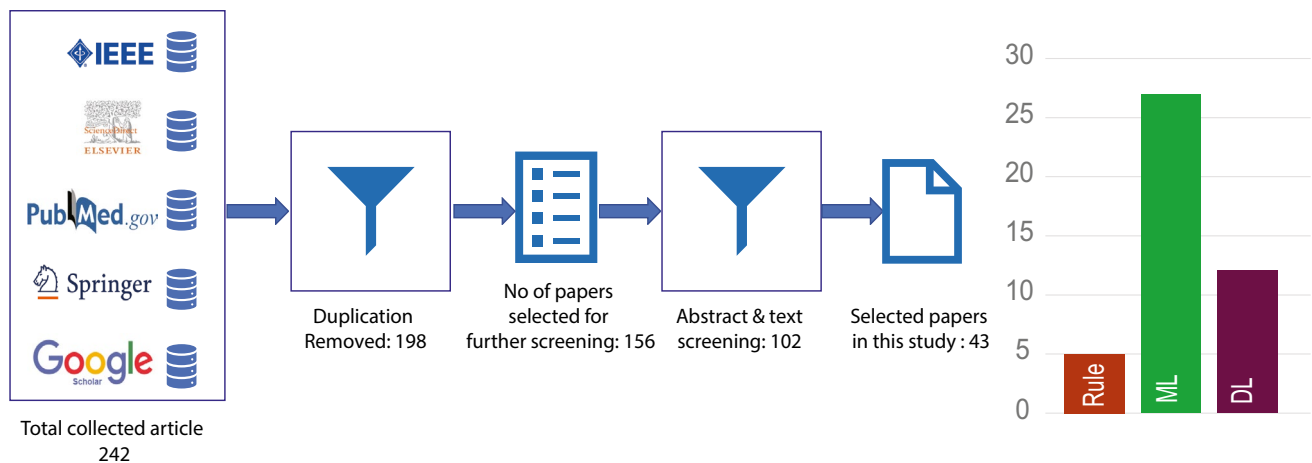 IEEE
ScienceDirect
ELSEVIER
PubMed.gov
Springer
Google
Scholar
Total collected article
242
Duplication
Removed: 198
No of papers
selected for
further screening: 156
Abstract & text
screening: 102
Selected papers
in this study : 43
30
25
20
15
10
5
0
Rule
ML
DL